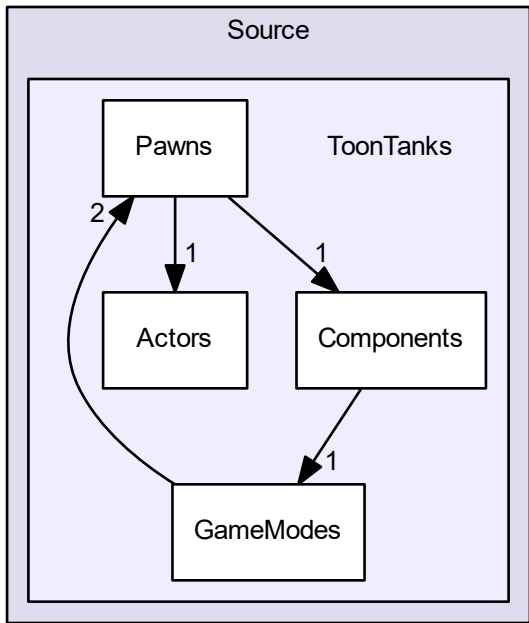 Source
Pawns
ToonTanks
2
1
1
Actors
Components
1
GameModes